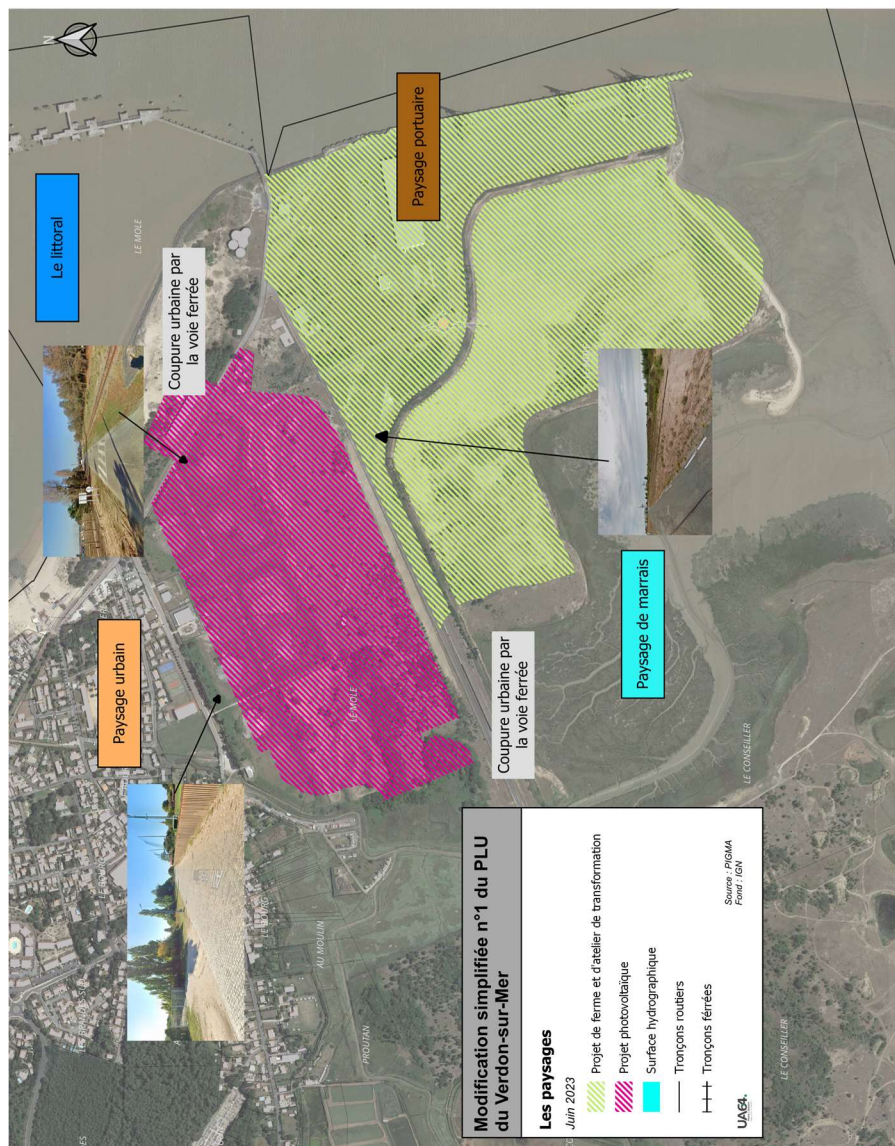 N
Le littoral
LE MOLE
Coupure urbaine par
la voie ferrée
Paysage portuaire
Paysage urbain
LE MOLE
Coupure urbaine par
la voie ferrée
Paysage de marrais
LE CONSEILLER
AU MOULIN
PROUTAN
LE CONSEILLER
Modification simplifiée n°1 du PLU
du Verdon-sur-Mer
Les paysages
Juin 2023
Projet de ferme et d'atelier de transformation
Projet photovoltaïque
Surface hydrographique
Tronçons routiers
Tronçons férrées
Source : PIGMA
Fond : IGN
UA64.